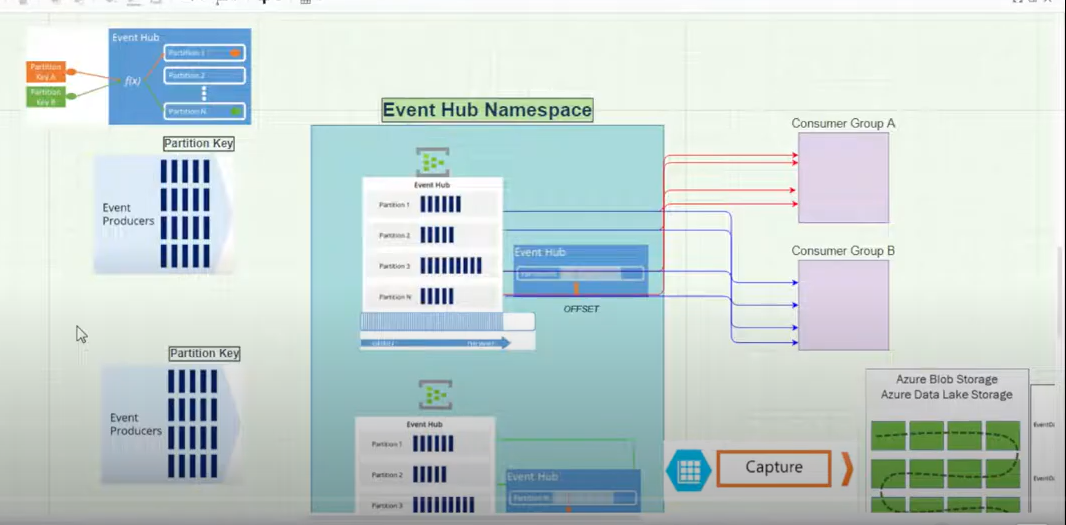 Event Hub
Partition
Key A
Partition
Key B
f(x)
Partition 1
Partition 2
Partition N
Partition Key
Event
Producers
Partition Key
Event
Producers
Event Hub Namespace
Event Hub
Partition 1
Partition 2
Partition 3
Partition N
Event Hub
OFFSET
Event Hub
Partition 1
Partition 2
Partition 3
Event Hub
Partition N
Consumer Group A
Consumer Group B
Capture
Azure Blob Storage
Azure Data Lake Storage